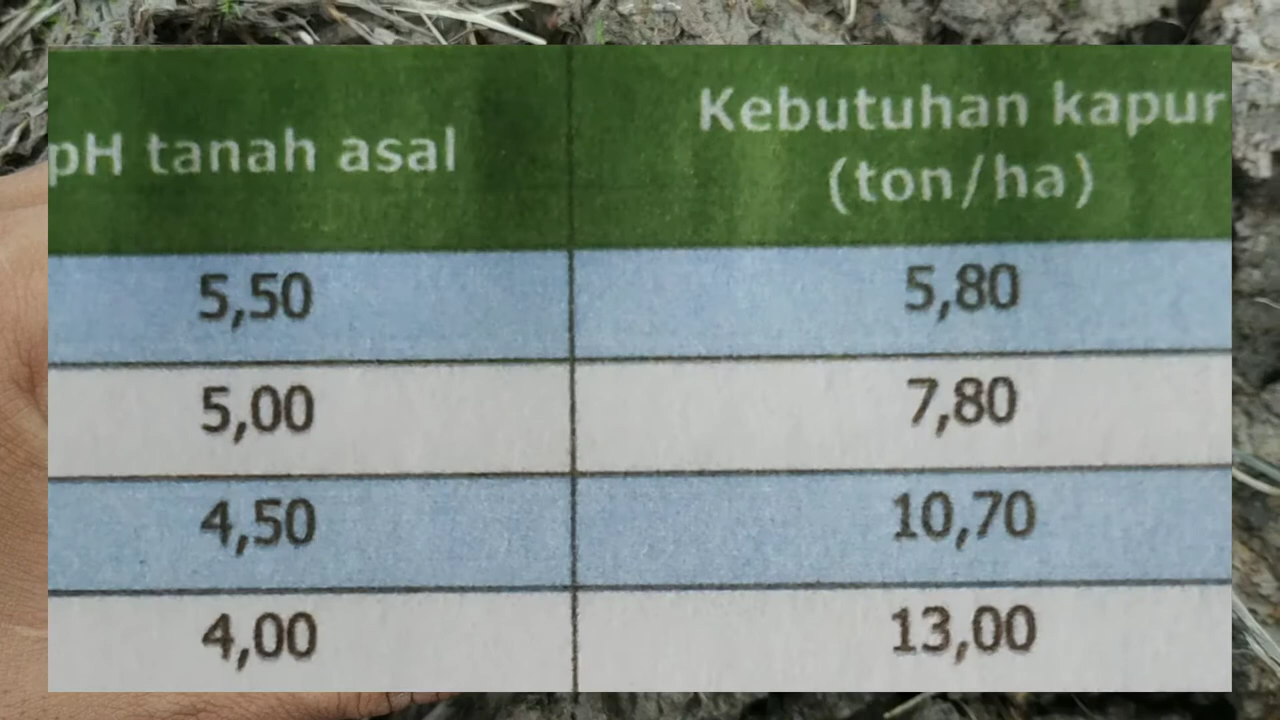 pH tanah asal
Kebutuhan kapur
(ton/ha)
5,50 5,80
5,00 7,80
4,50 10,70
4,00 13,00